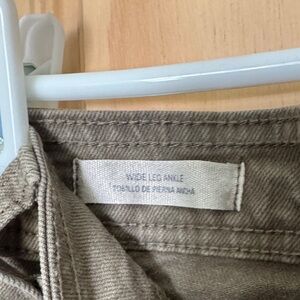 WIDE LEG ANKLE
TOBILLO DE PIERNA ANCHA